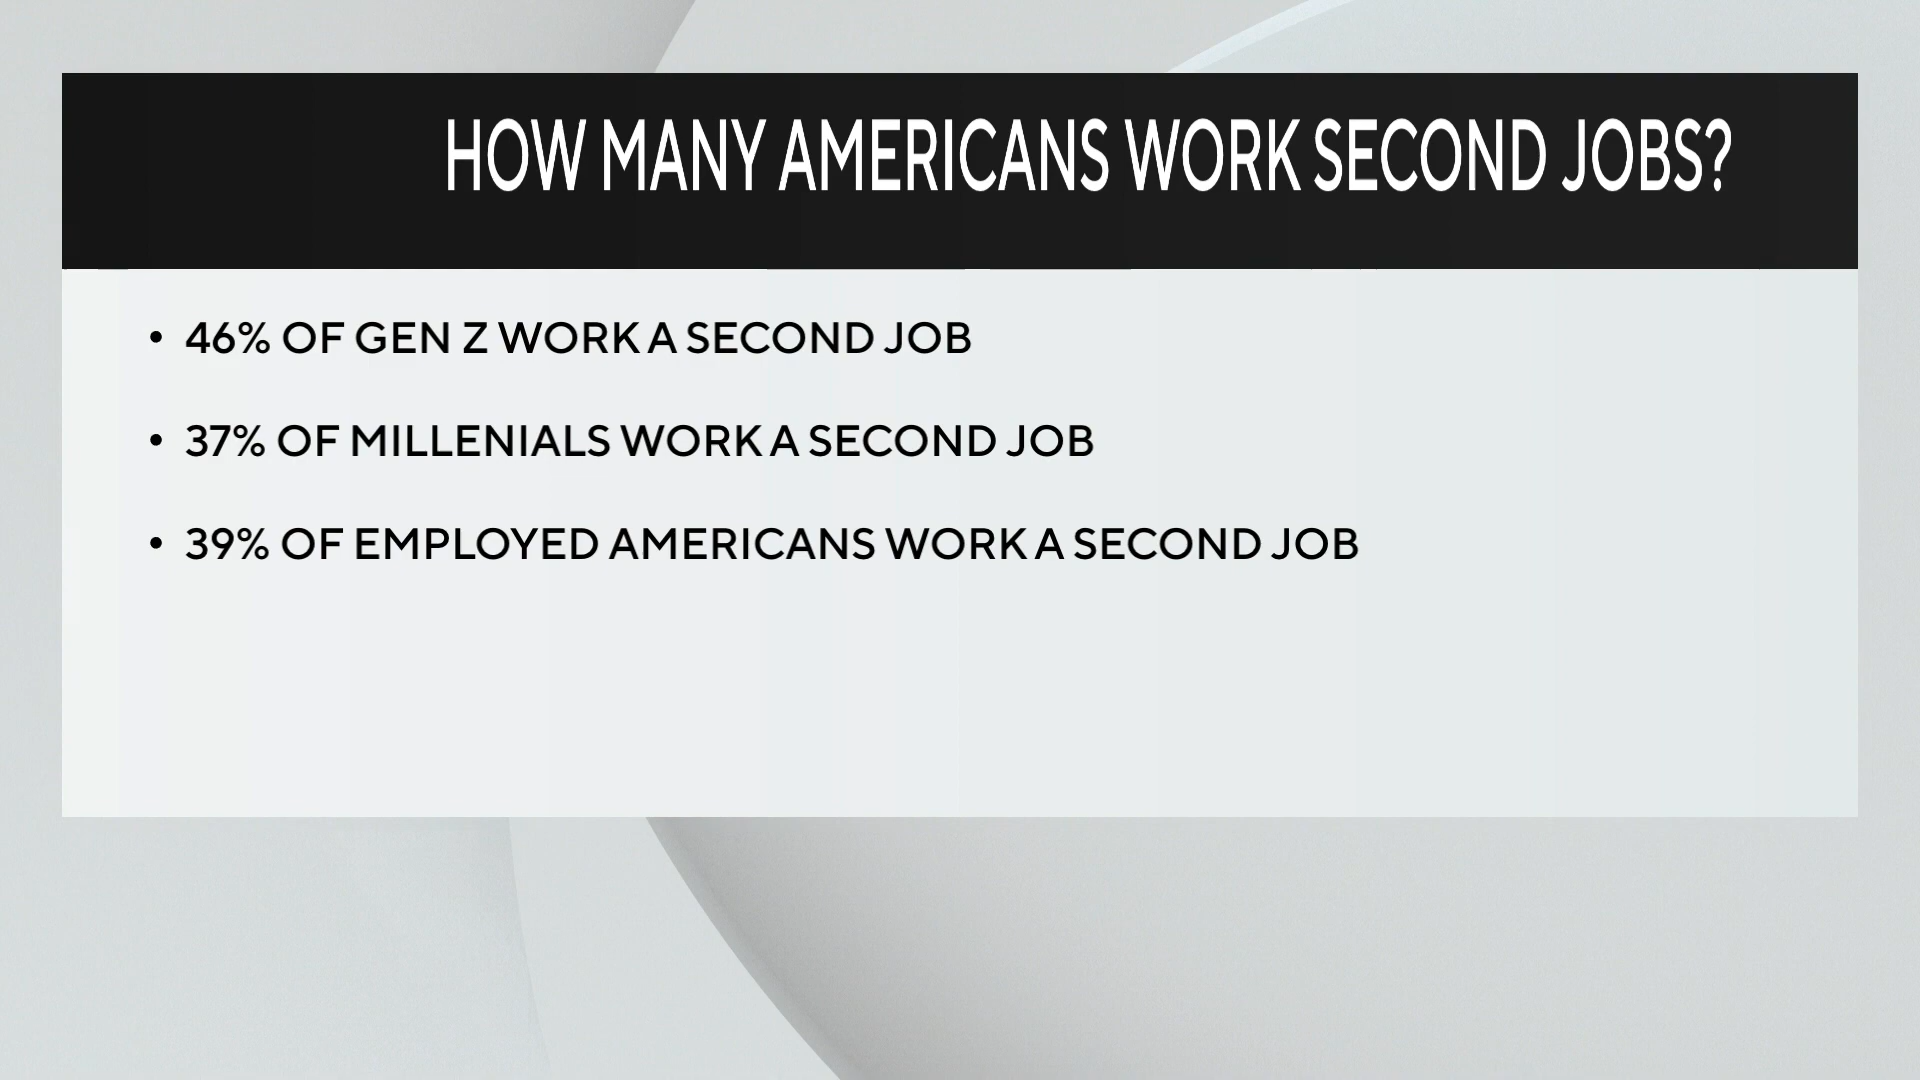 HOW MANY AMERICANS WORK SECOND JOBS?
• 46% OF GEN Z WORK A SECOND JOB
• 37% OF MILLENIALS WORK A SECOND JOB
• 39% OF EMPLOYED AMERICANS WORK A SECOND JOB